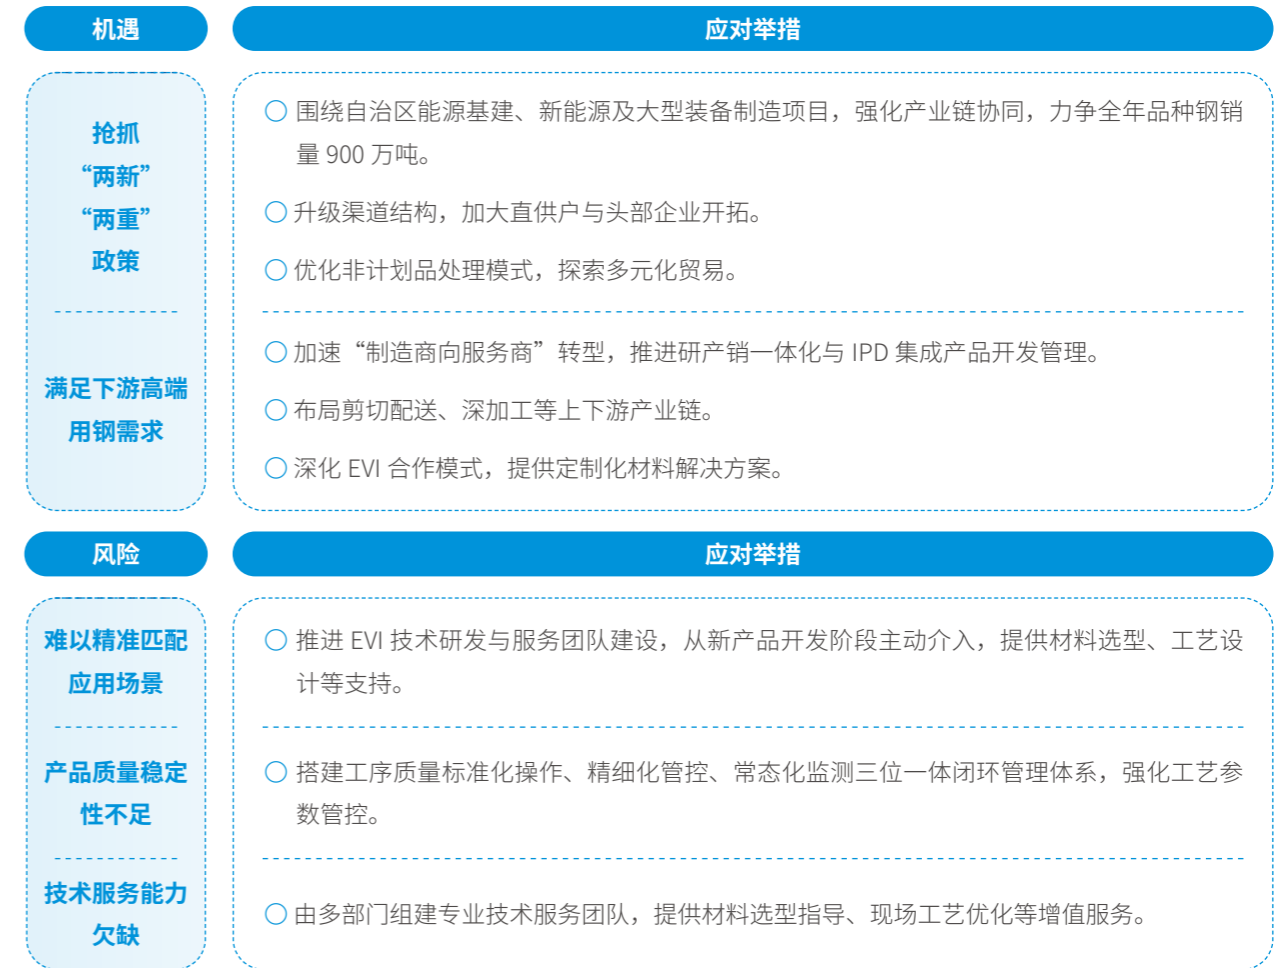 机遇
应对举措
抢抓
“两新”
“两重”
政策
○ 围绕自治区能源基建、新能源及大型装备制造项目，强化产业链协同，力争全年品种钢销
量 900 万吨。
○ 升级渠道结构，加大直供户与头部企业开拓。
○ 优化非计划品处理模式，探索多元化贸易。
满足下游高端
用钢需求
○ 加速“制造商向服务商”转型，推进研产销一体化与 IPD 集成产品开发管理。
○ 布局剪切配送、深加工等上下游产业链。
○ 深化 EVI 合作模式，提供定制化材料解决方案。
风险
应对举措
难以精准匹配
应用场景
○ 推进 EVI 技术研发与服务团队建设，从新产品开发阶段主动介入，提供材料选型、工艺设
计等支持。
产品质量稳定
性不足
○ 搭建工序质量标准化操作、精细化管控、常态化监测三位一体闭环管理体系，强化工艺参
数管控。
技术服务能力
欠缺
○ 由多部门组建专业技术服务团队，提供材料选型指导、现场工艺优化等增值服务。